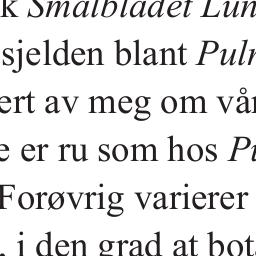 k Smalbladet Lun
sjelden blant Puln
ert av meg om vår
e er ru som hos Pu
Forøvrig varierer
, i den grad at bot